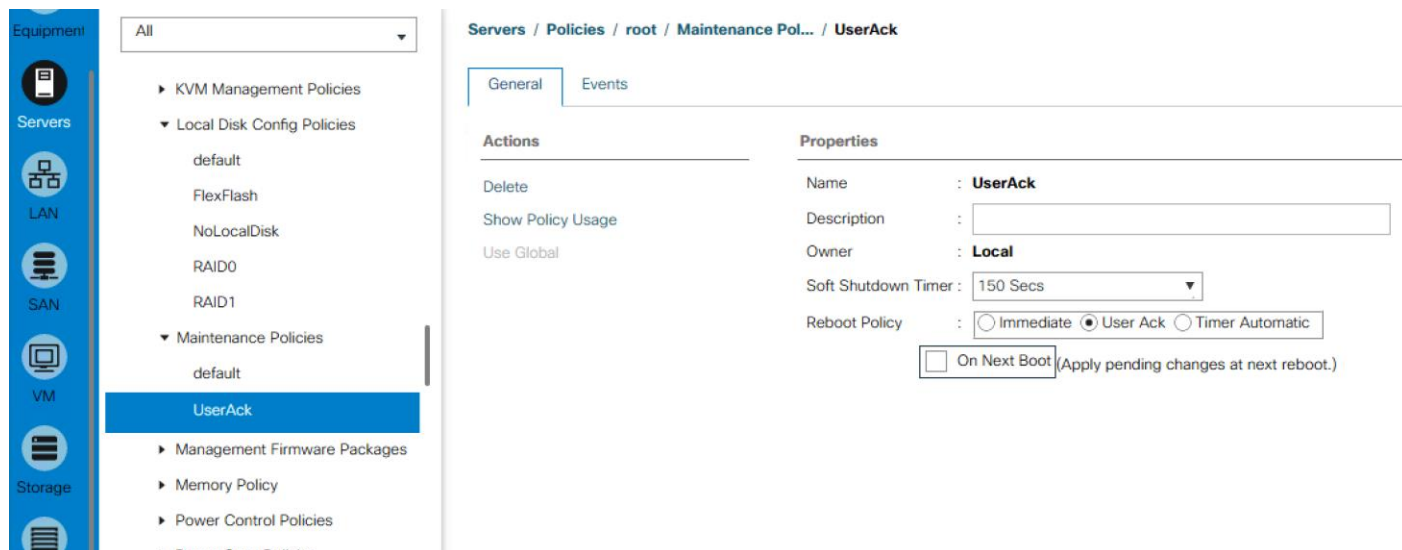 Equipment
Servers
LAN
SAN
VM
Storage
All
KVM Management Policies
Local Disk Config Policies
default
FlexFlash
NoLocalDisk
RAID0
RAID1
Maintenance Policies
default
UserAck
Management Firmware Packages
Memory Policy
Power Control Policies
Servers / Policies / root / Maintenance Pol... / UserAck
General Events
Actions
Delete
Show Policy Usage
Use Global
Properties
Name : UserAck
Description :
Owner : Local
Soft Shutdown Timer : 150 Secs
Reboot Policy : Immediate User Ack Timer Automatic
On Next Boot (Apply pending changes at next reboot.)